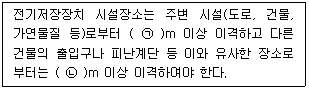 전기저장장치 시설장소는 주변 시설(도로, 건물,
가연물질 등)로부터 ( ㉠ )m 이상 이격하고 다른
건물의 출입구나 피난계단 등 이와 유사한 장소로
부터는 ( ㉡ )m 이상 이격하여야 한다.